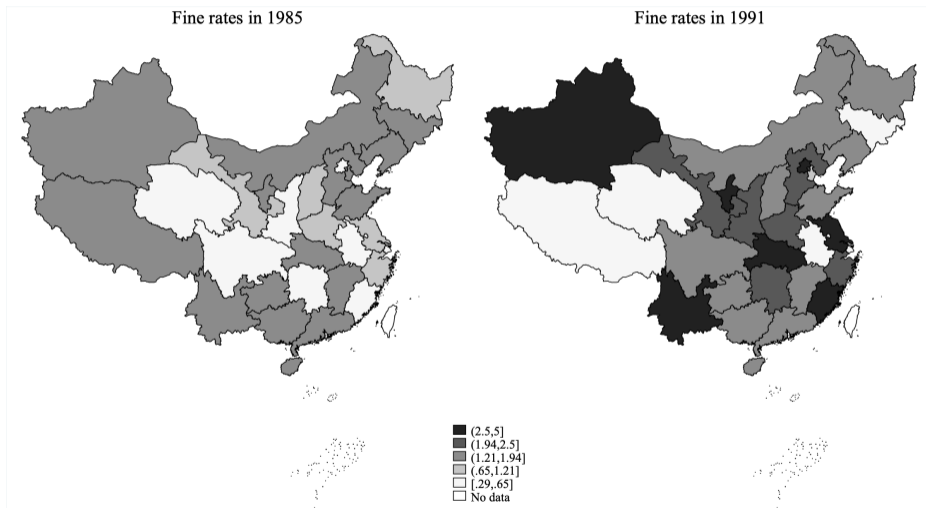 Fine rates in 1985
Fine rates in 1991
(2.5,5]
(1.94,2.5]
(1.21,1.94]
(.65,1.21]
[.29,.65]
No data